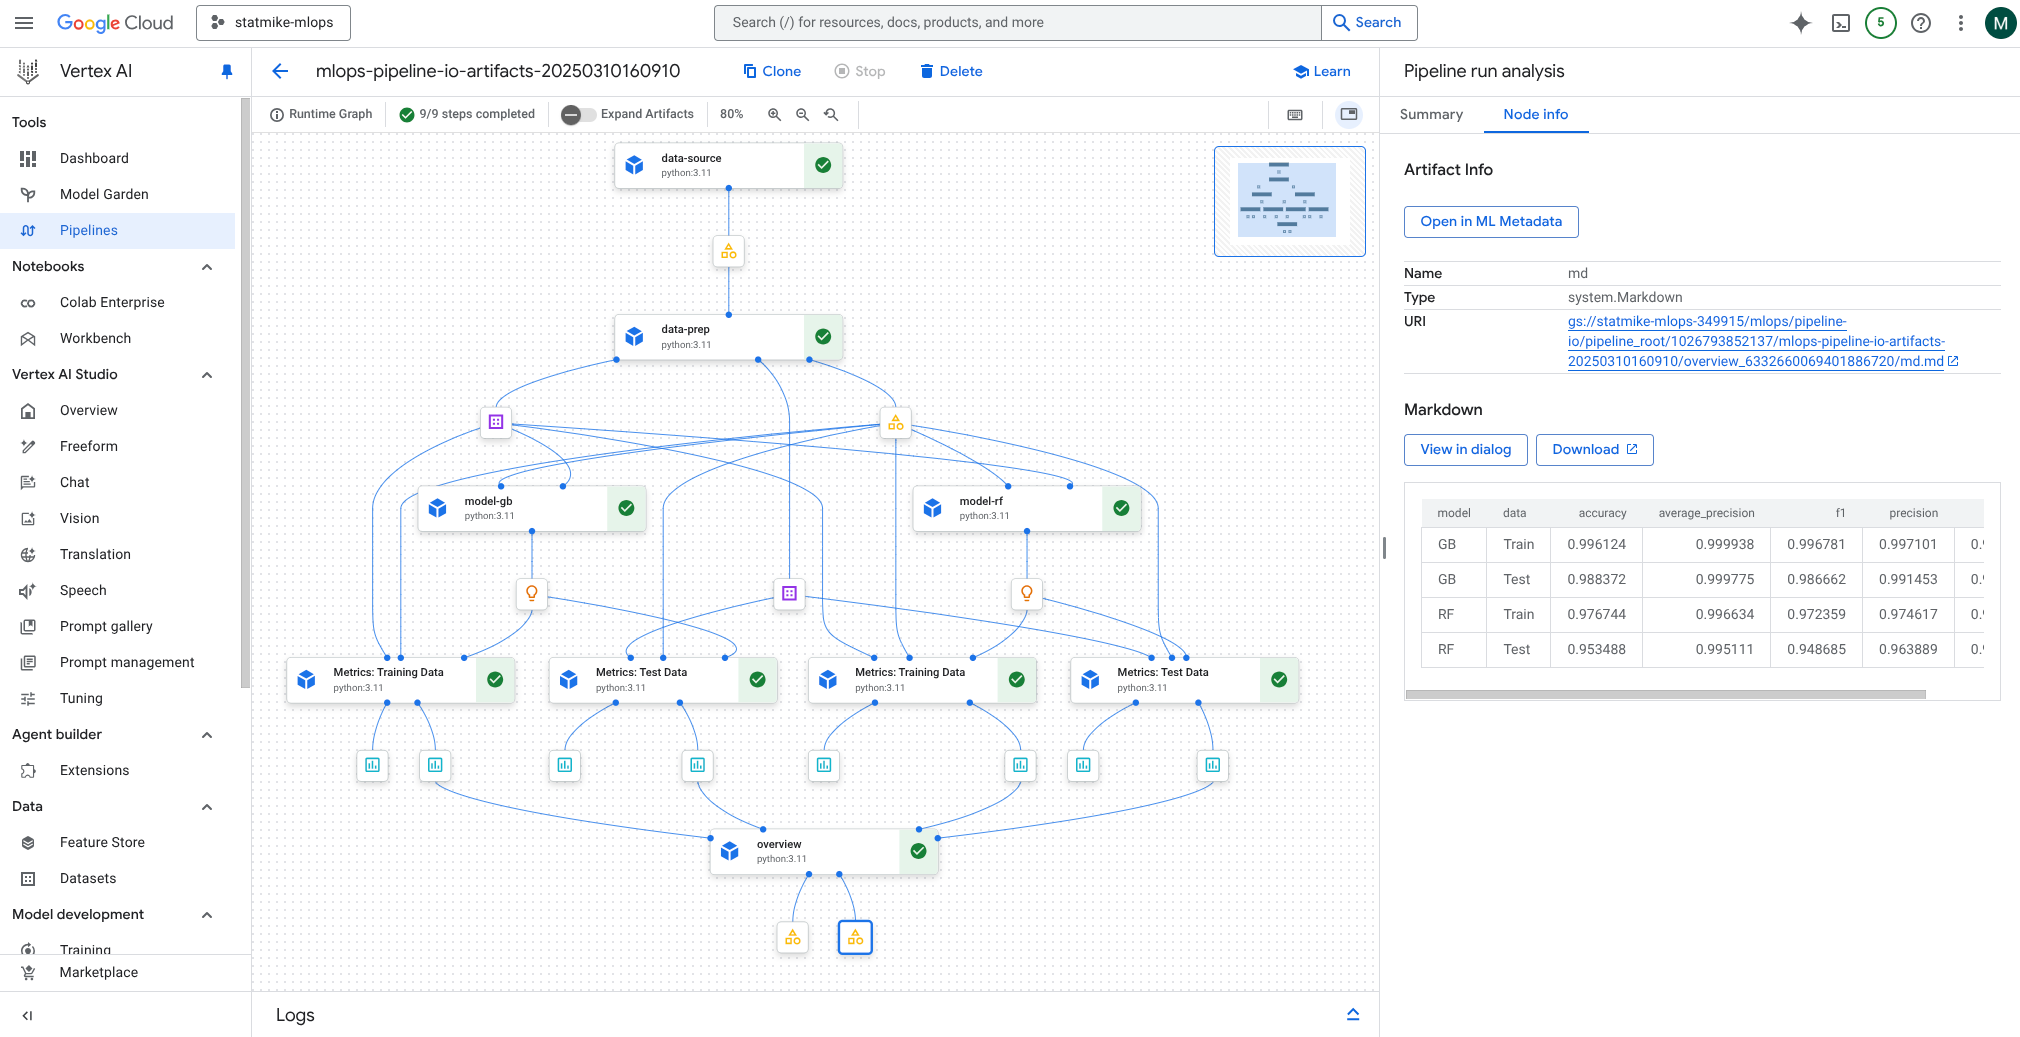 Google Cloud
statmike-mlops
Search (/) for resources, docs, products, and more
Search
5
M
Vertex AI
mlops-pipeline-io-artifacts-20250310160910
Clone
Stop
Delete
Learn
Pipeline run analysis
Tools
Dashboard
Model Garden
Pipelines
Notebooks
Colab Enterprise
Workbench
Vertex AI Studio
Overview
Freeform
Chat
Vision
Translation
Speech
Prompt gallery
Prompt management
Tuning
Agent builder
Extensions
Data
Feature Store
Datasets
Model development
Training
Marketplace
Runtime Graph
9/9 steps completed
Expand Artifacts
80%
data-source
python:3.11
data-prep
python:3.11
model-gb
python:3.11
model-rf
python:3.11
Metrics: Training Data
python:3.11
Metrics: Test Data
python:3.11
Metrics: Training Data
python:3.11
Metrics: Test Data
python:3.11
overview
python:3.11
Logs
Summary
Node info
Artifact Info
Open in ML Metadata
Name md
Type system.Markdown
URI gs://statmike-mlops-349915/mlops/pipeline-
io/pipeline_root/1026793852137/mlops-pipeline-io-artifacts-
20250310160910/overview_6332660069401886720/md.md
Markdown
View in dialog
Download
model data accuracy average_precision f1 precision
GB Train 0.996124 0.999938 0.996781 0.997101
GB Test 0.988372 0.999775 0.986662 0.991453
RF Train 0.976744 0.996634 0.972359 0.974617
RF Test 0.953488 0.995111 0.948685 0.963889